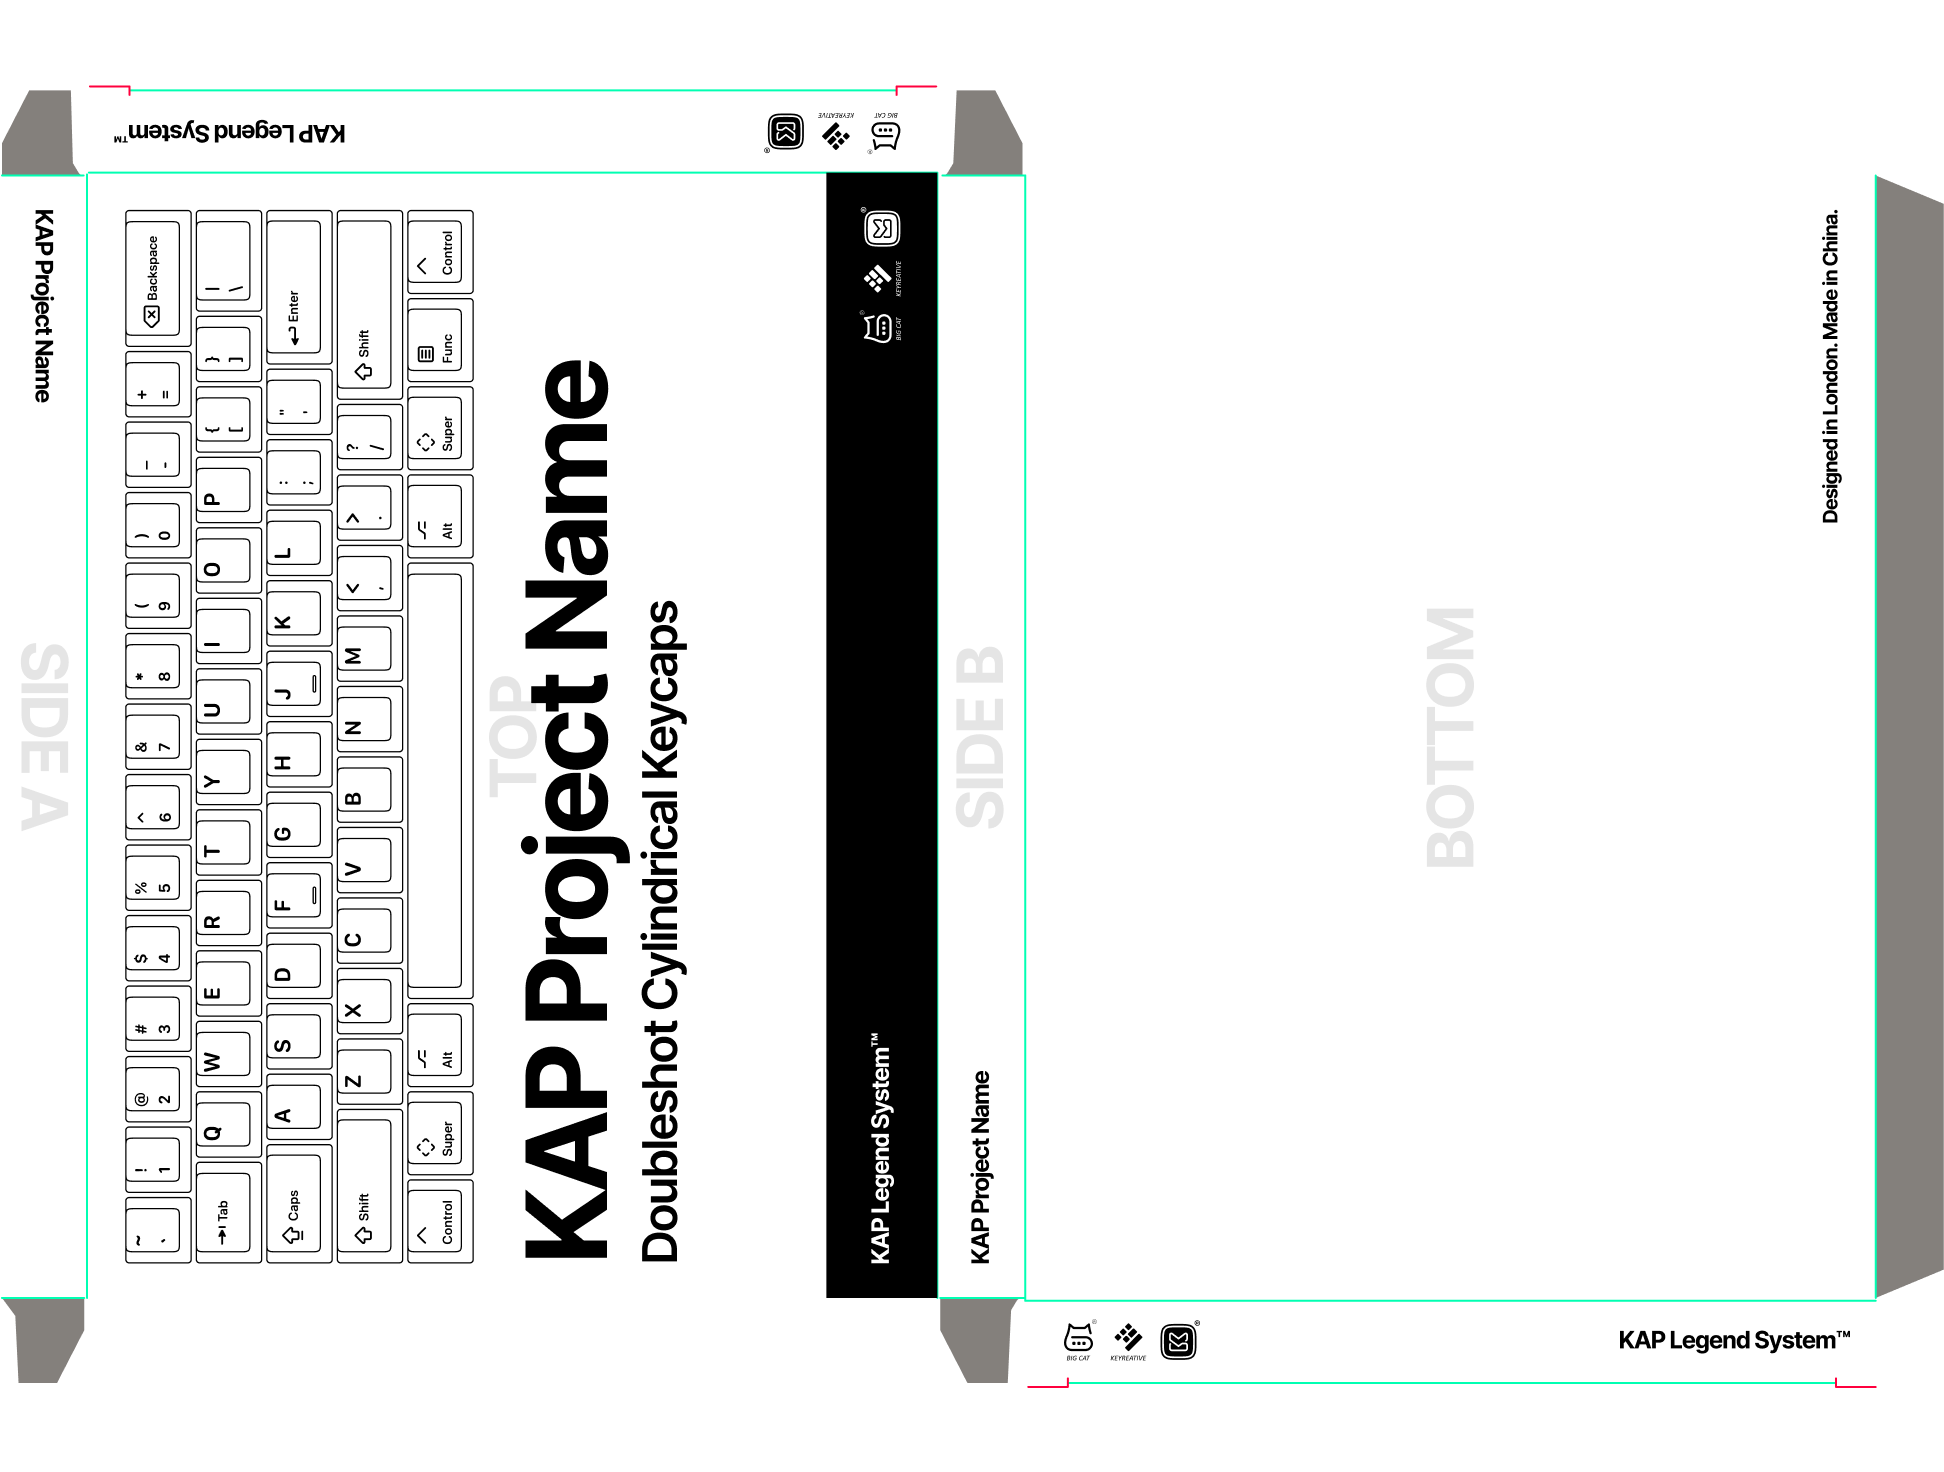 KAP Legend System™
®
KEYREATIVE
®
BIG CAT
KAP Project Name
SIDE A
~ ! @ # $ % ^ & * ( ) _ +
` 1 2 3 4 5 6 7 8 9 0 - =
Backspace
Tab Q W E R T Y U I O P { } |
[ ] \
Caps A S D F G H J K L : "
; '
Enter
Shift Z X C V B N M < > ?
, . /
Shift
Control Super Alt Alt Super Func Control
TOP
KAP Project Name
Doubleshot Cylindrical Keycaps
KAP Legend System™
®
BIG CAT
KEYREATIVE
®
SIDE B
KAP Project Name
BOTTOM
Designed in London. Made in China.
®
BIG CAT
KEYREATIVE
®
KAP Legend System™